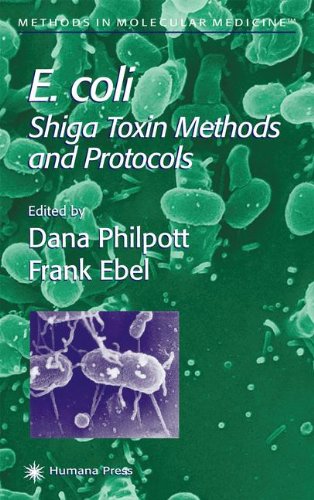 METHODS IN MOLECULAR MEDICINE™
E. coli
Shiga Toxin Methods
and Protocols
Edited by
Dana Philpott
Frank Ebel
Humana Press